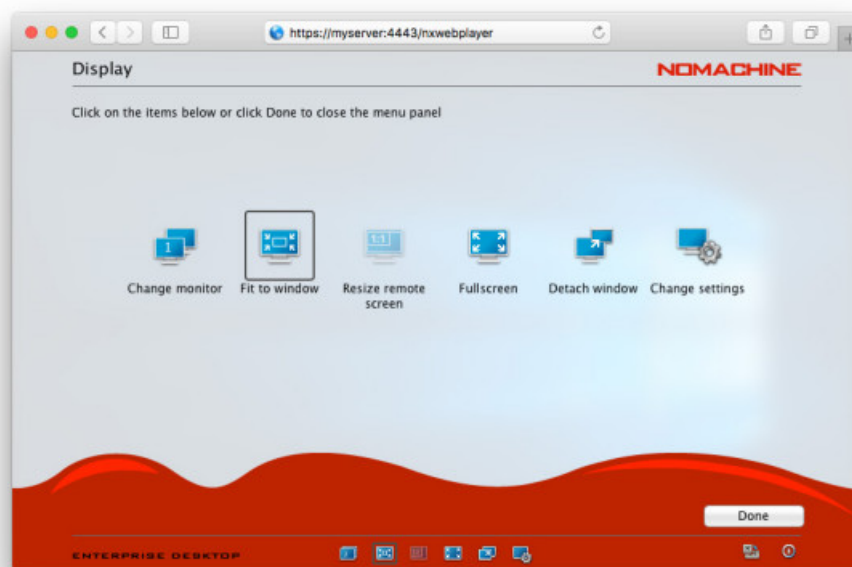 https://myserver:4443/nxwebplayer
Display
NOMACHINE
Click on the items below or click Done to close the menu panel
1
1:1
Change monitor
Fit to window
Resize remote
screen
Fullscreen
Detach window
Change settings
Done
ENTERPRISE DESKTOP